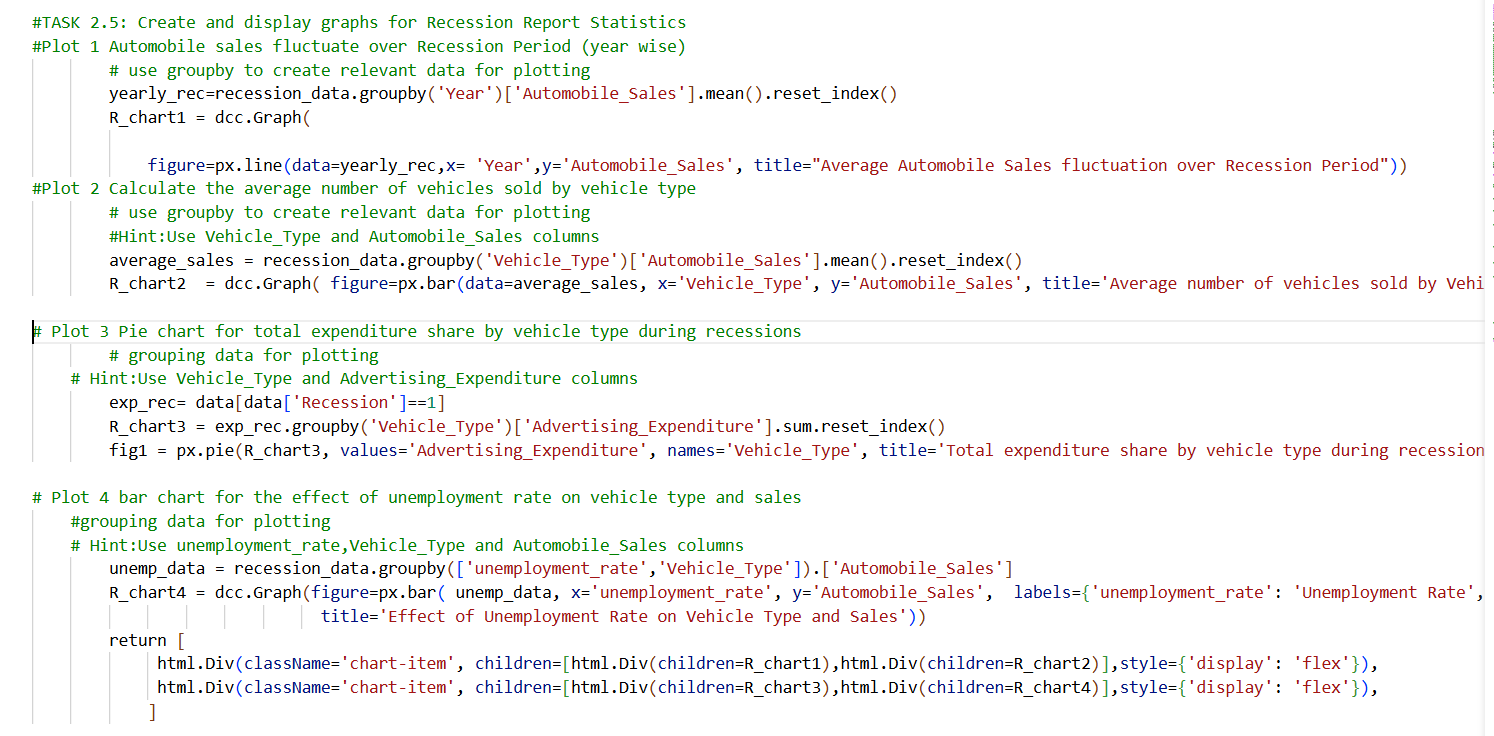 #TASK 2.5: Create and display graphs for Recession Report Statistics
#Plot 1 Automobile sales fluctuate over Recession Period (year wise)
# use groupby to create relevant data for plotting
yearly_rec=recession_data.groupby('Year')['Automobile_Sales'].mean().reset_index()
R_chart1 = dcc.Graph(
figure=px.line(data=yearly_rec,x= 'Year',y='Automobile_Sales', title="Average Automobile Sales fluctuation over Recession Period"))
#Plot 2 Calculate the average number of vehicles sold by vehicle type
# use groupby to create relevant data for plotting
#Hint:Use Vehicle_Type and Automobile_Sales columns
average_sales = recession_data.groupby('Vehicle_Type')['Automobile_Sales'].mean().reset_index()
R_chart2  = dcc.Graph( figure=px.bar(data=average_sales, x='Vehicle_Type', y='Automobile_Sales', title='Average number of vehicles sold by Vehi
# Plot 3 Pie chart for total expenditure share by vehicle type during recessions
# grouping data for plotting
# Hint:Use Vehicle_Type and Advertising_Expenditure columns
exp_rec= data[data['Recession']==1]
R_chart3 = exp_rec.groupby('Vehicle_Type')['Advertising_Expenditure'].sum.reset_index()
fig1 = px.pie(R_chart3, values='Advertising_Expenditure', names='Vehicle_Type', title='Total expenditure share by vehicle type during recession
# Plot 4 bar chart for the effect of unemployment rate on vehicle type and sales
#grouping data for plotting
# Hint:Use unemployment_rate,Vehicle_Type and Automobile_Sales columns
unemp_data = recession_data.groupby(['unemployment_rate','Vehicle_Type']).['Automobile_Sales']
R_chart4 = dcc.Graph(figure=px.bar( unemp_data, x='unemployment_rate', y='Automobile_Sales',  labels={'unemployment_rate': 'Unemployment Rate',
title='Effect of Unemployment Rate on Vehicle Type and Sales'))
return [
html.Div(className='chart-item', children=[html.Div(children=R_chart1),html.Div(children=R_chart2)],style={'display': 'flex'}),
html.Div(className='chart-item', children=[html.Div(children=R_chart3),html.Div(children=R_chart4)],style={'display': 'flex'}),
]